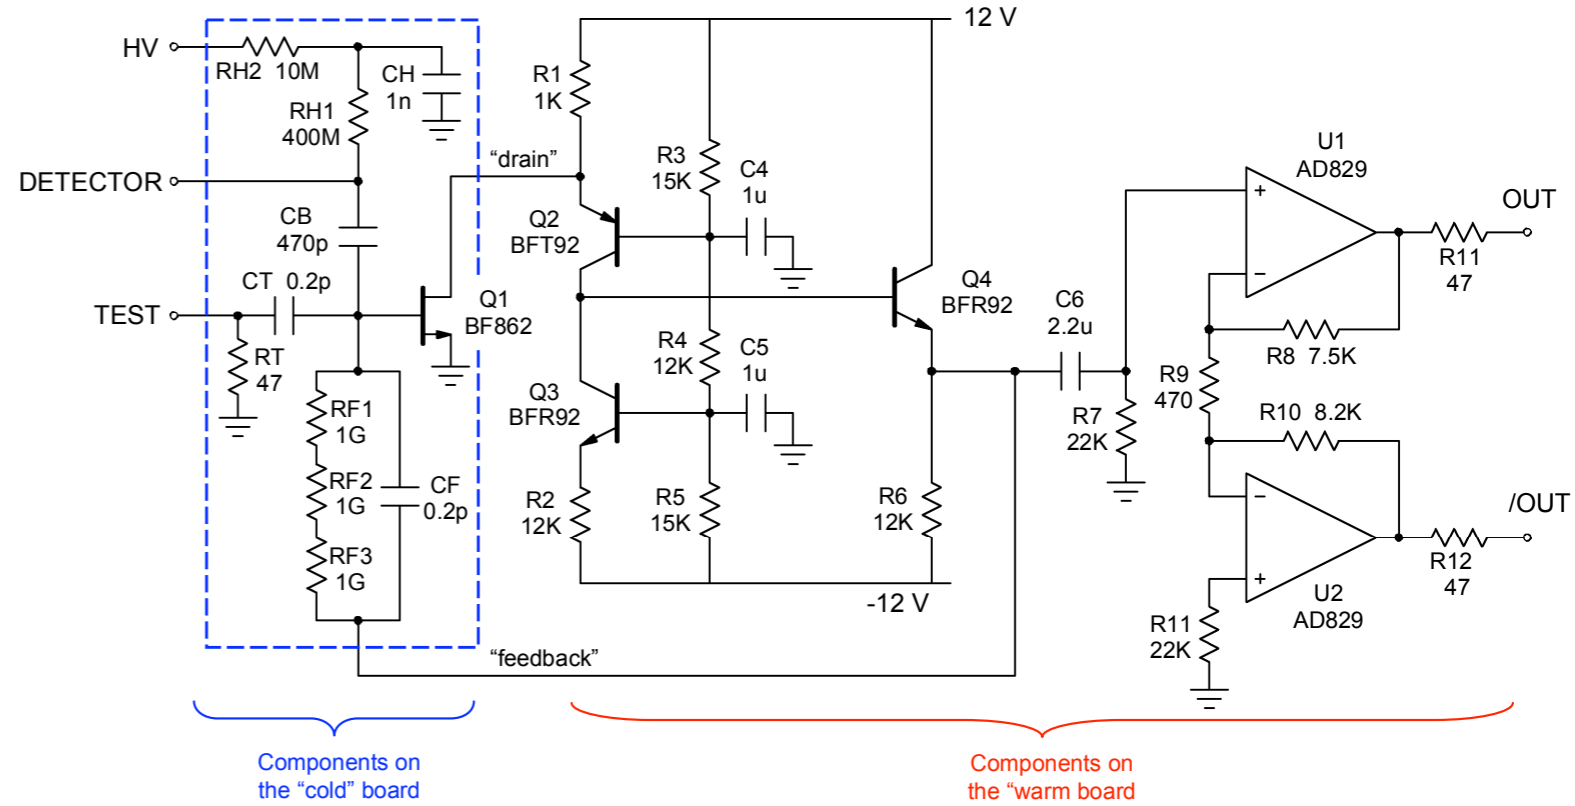 HV
RH2 10M
CH
1n
RH1
400M
DETECTOR
CB
470p
CT 0.2p
TEST
RT
47
Q1
BF862
RF1
1G
RF2
1G
RF3
1G
CF
0.2p
“drain”
“feedback”
12 V
R1
1K
R3
15K
C4
1u
Q2
BFT92
R4
12K
C5
1u
Q3
BFR92
R2
12K
R5
15K
-12 V
Q4
BFR92
R6
12K
C6
2.2u
R7
22K
U1
AD829
+
−
OUT
R11
47
R8 7.5K
R9
470
R10 8.2K
−
+
U2
AD829
/OUT
R12
47
R11
22K
Components on
the “cold” board
Components on
the “warm board